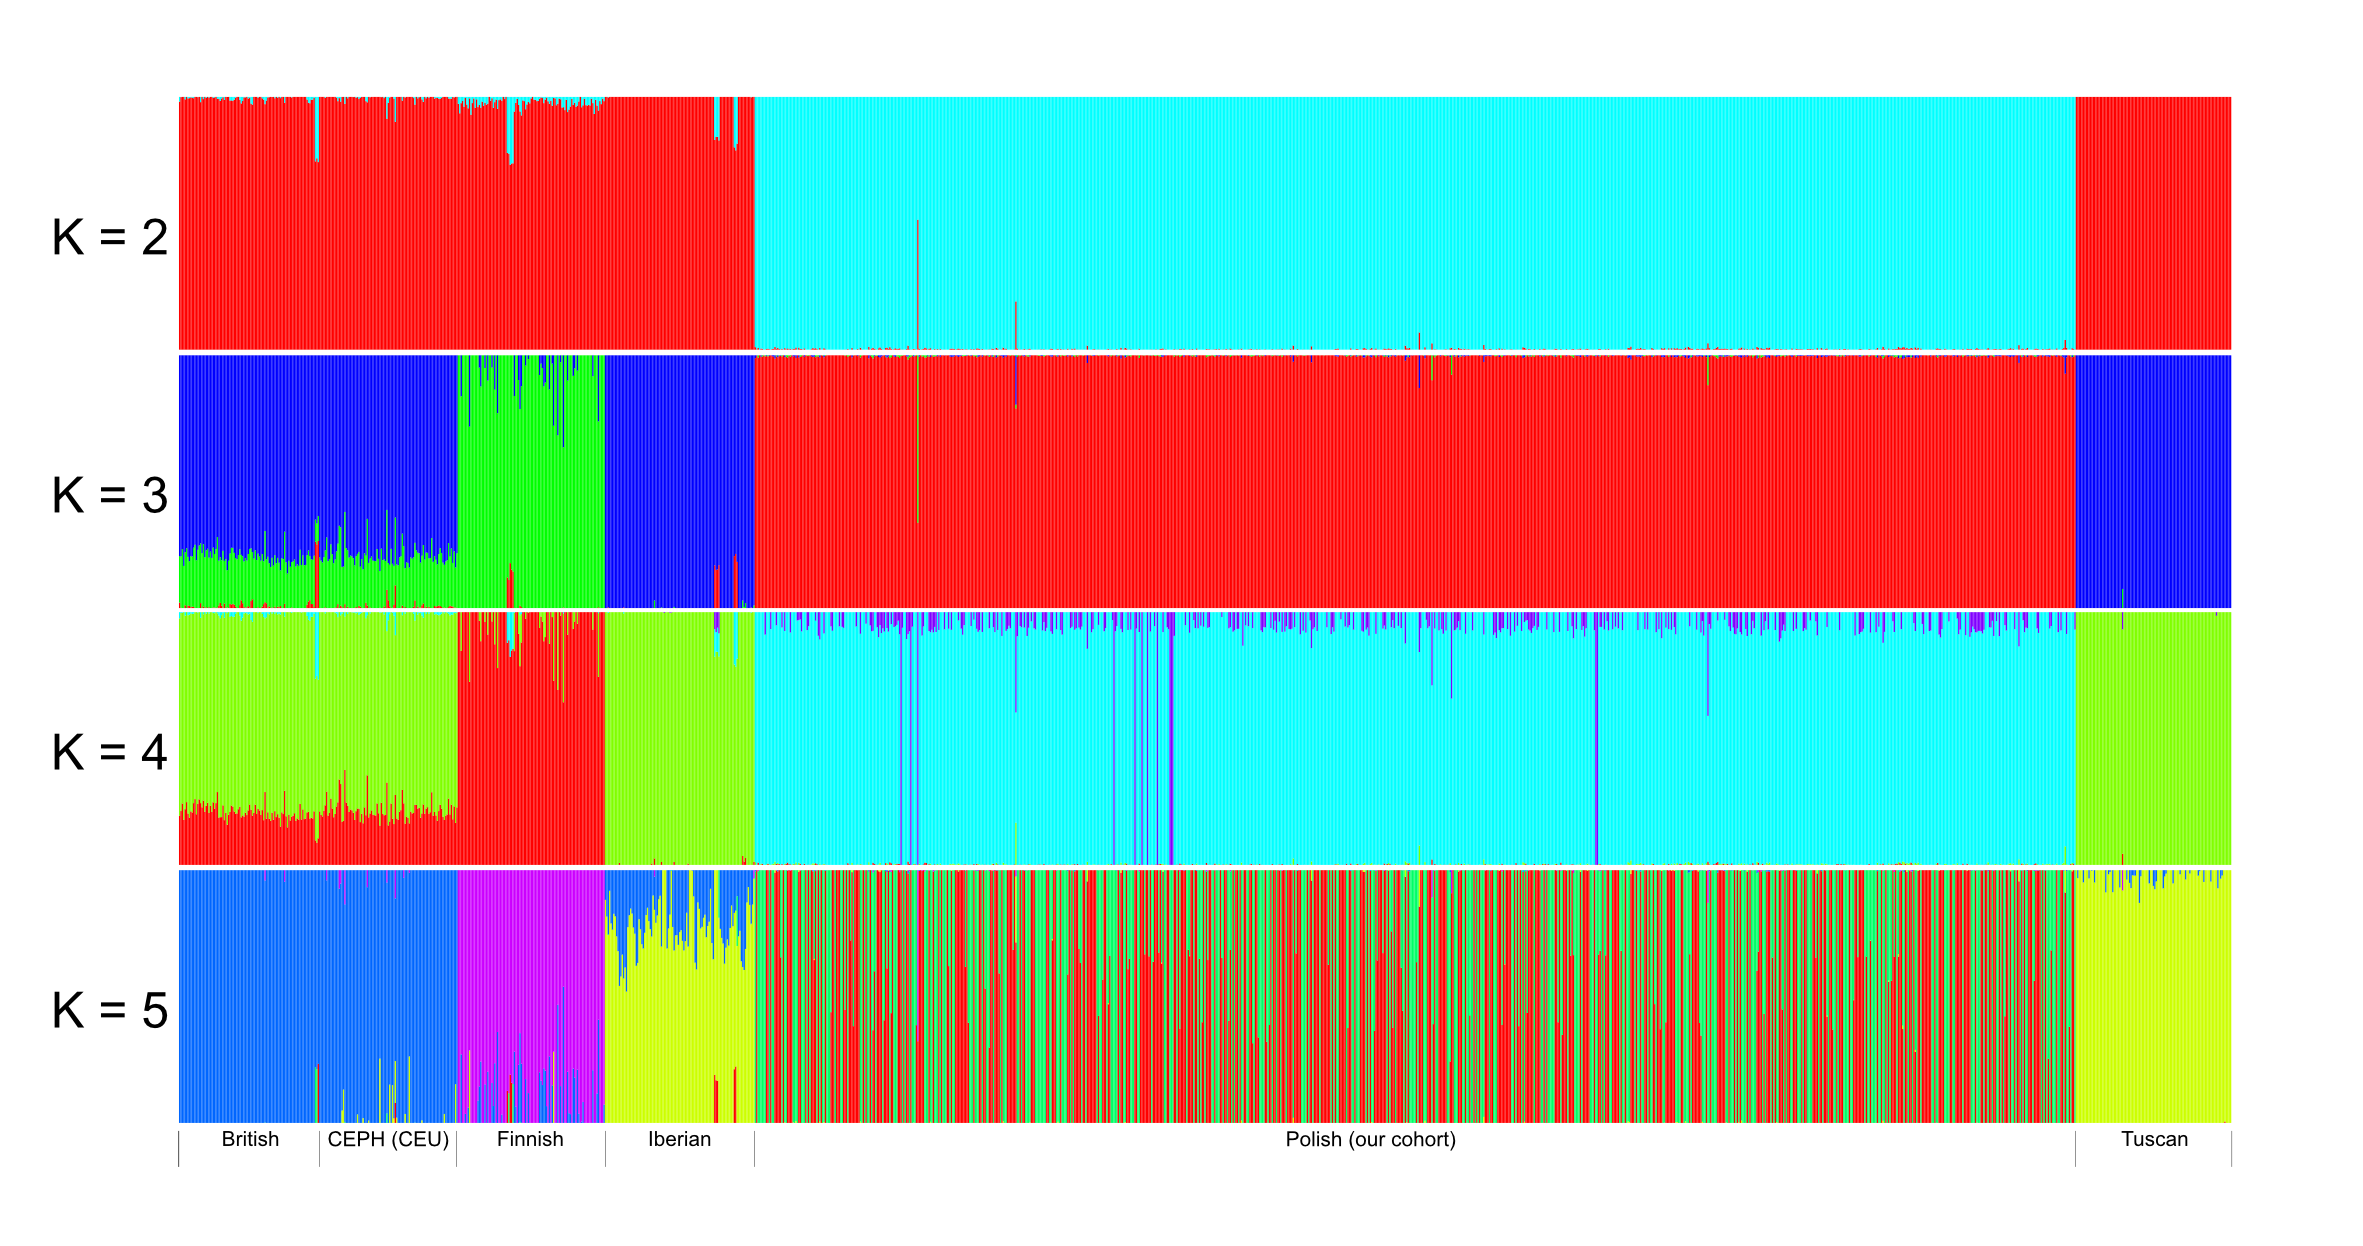 K = 2
K = 3
K = 4
K = 5
British CEPH (CEU) Finnish Iberian Polish (our cohort) Tuscan